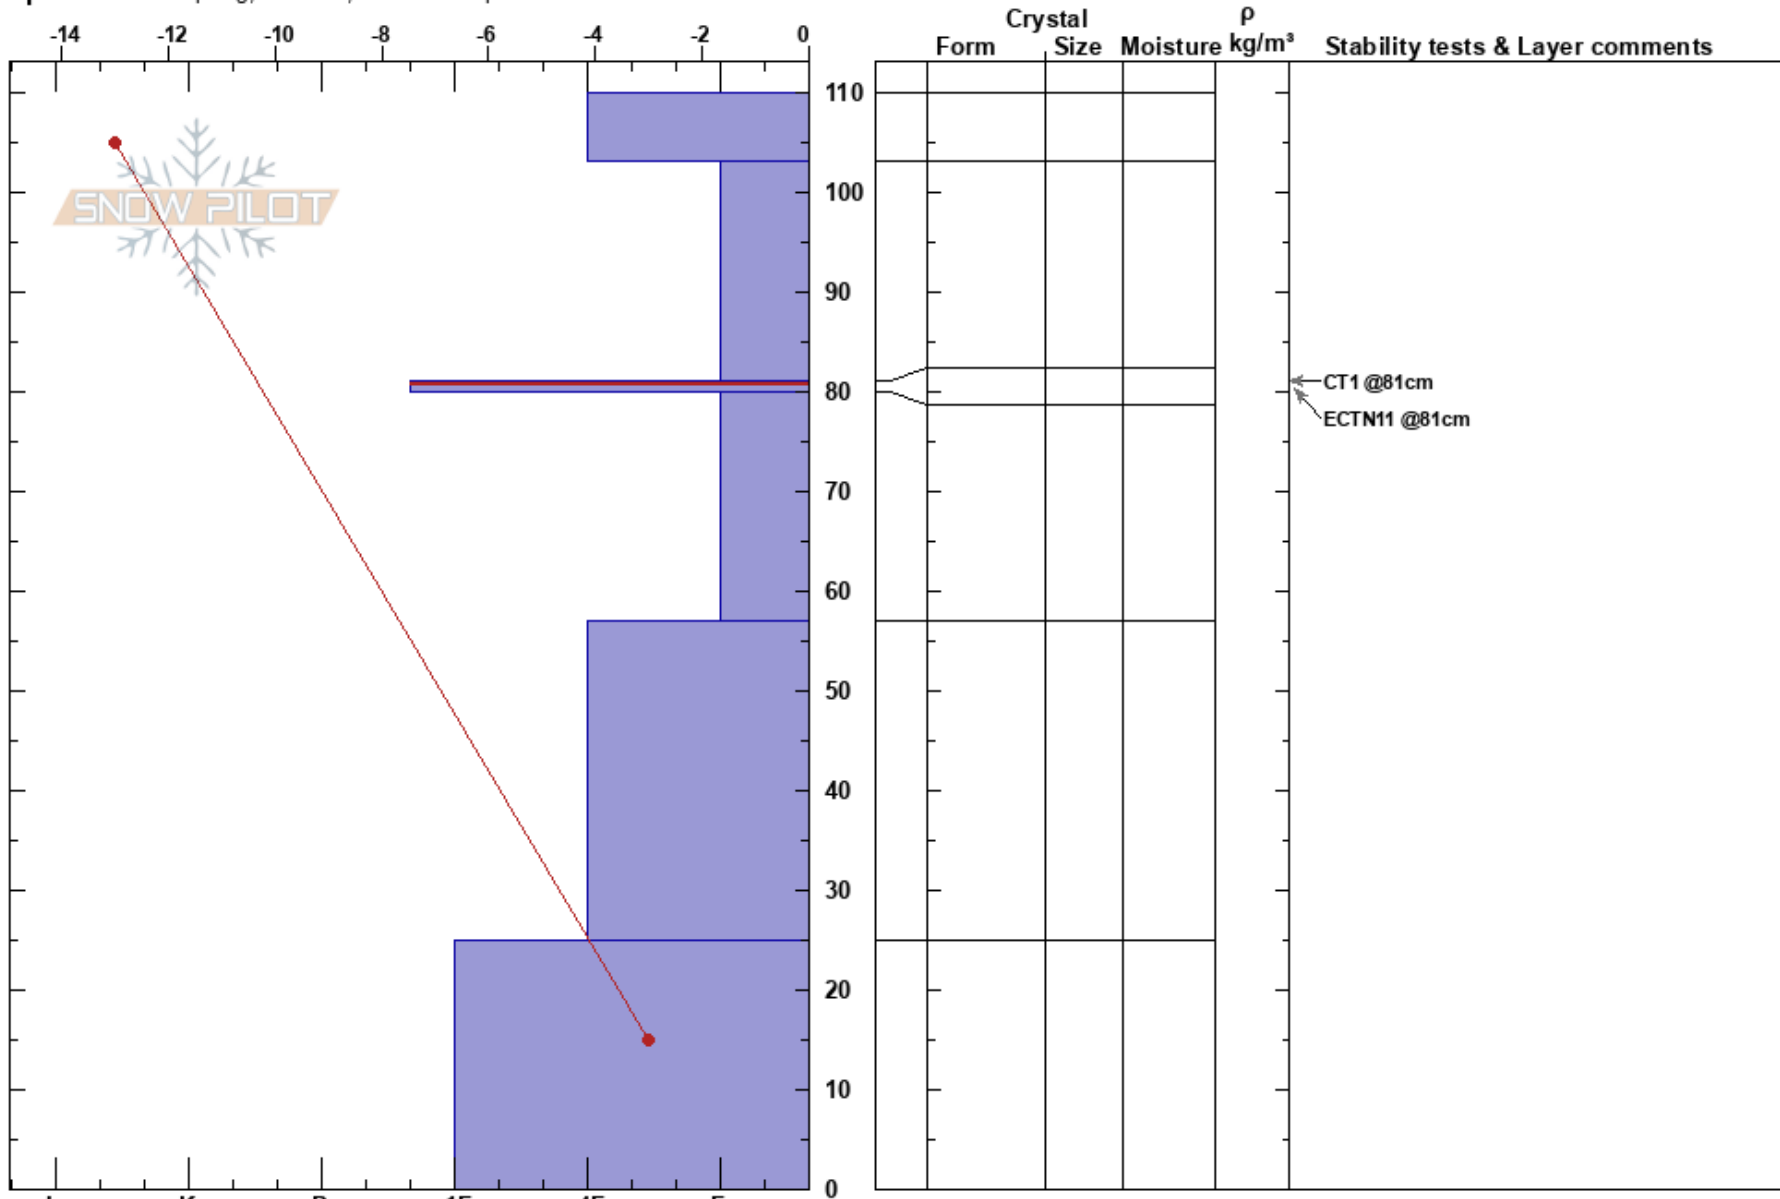 Crystal ρ
-14 -12 -10 -8 -6 -4 -2 0 Form Size Moisture kg/m³ Stability tests & Layer comments
110
SNOW PILOT
100
90
CT1 @81cm
80
ECTN11 @81cm
70
60
50
40
30
20
10
0